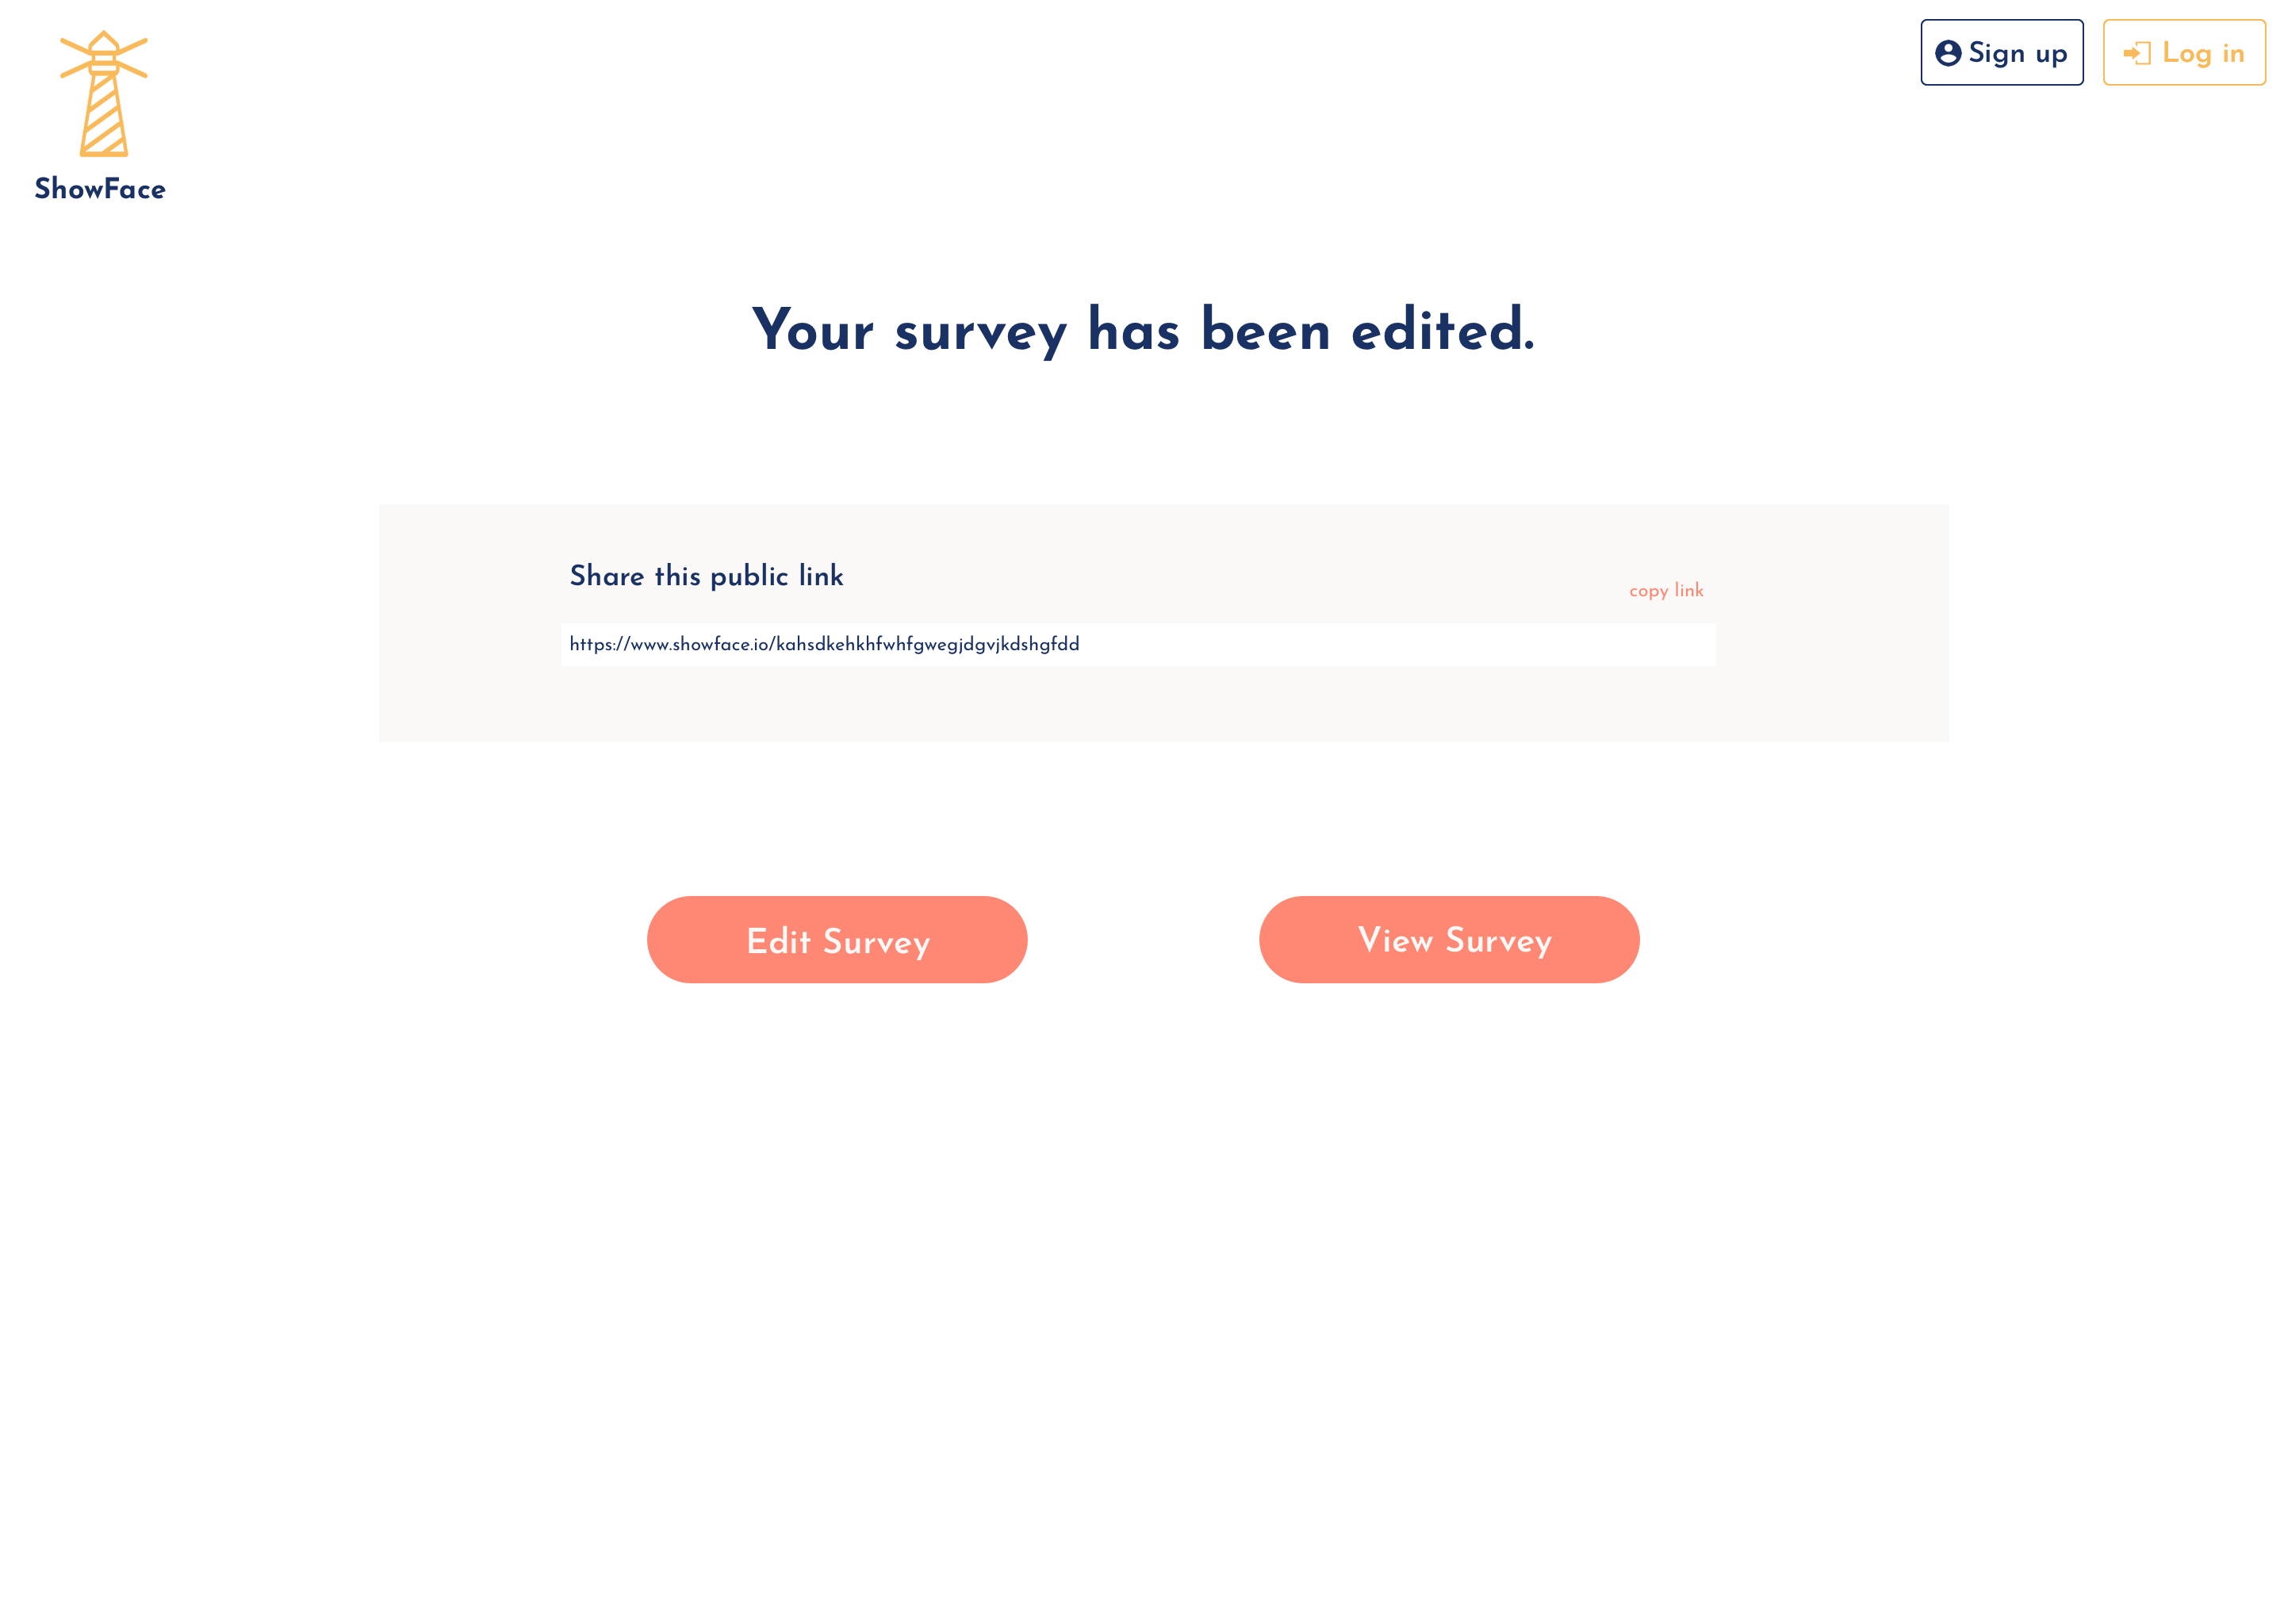 Sign up
Log in
ShowFace
Your survey has been edited.
Share this public link
copy link
https://www.showface.io/kahsdkehkhfwhfgwegjdgvjkdshgfdd
Edit Survey
View Survey